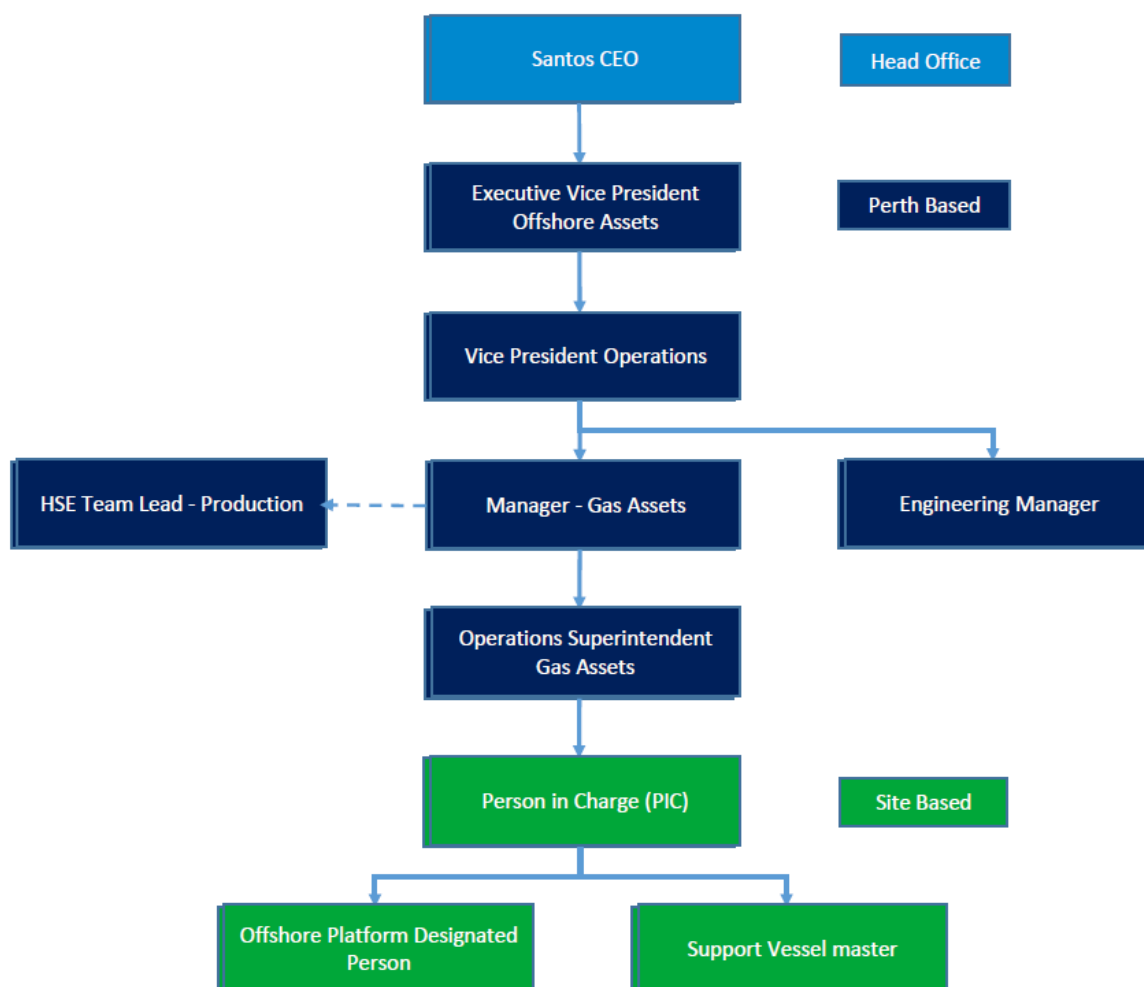 Santos CEO
Head Office
Executive Vice President
Offshore Assets
Perth Based
Vice President Operations
HSE Team Lead - Production
Manager - Gas Assets
Engineering Manager
Operations Superintendent
Gas Assets
Person in Charge (PIC)
Site Based
Offshore Platform Designated
Person
Support Vessel master